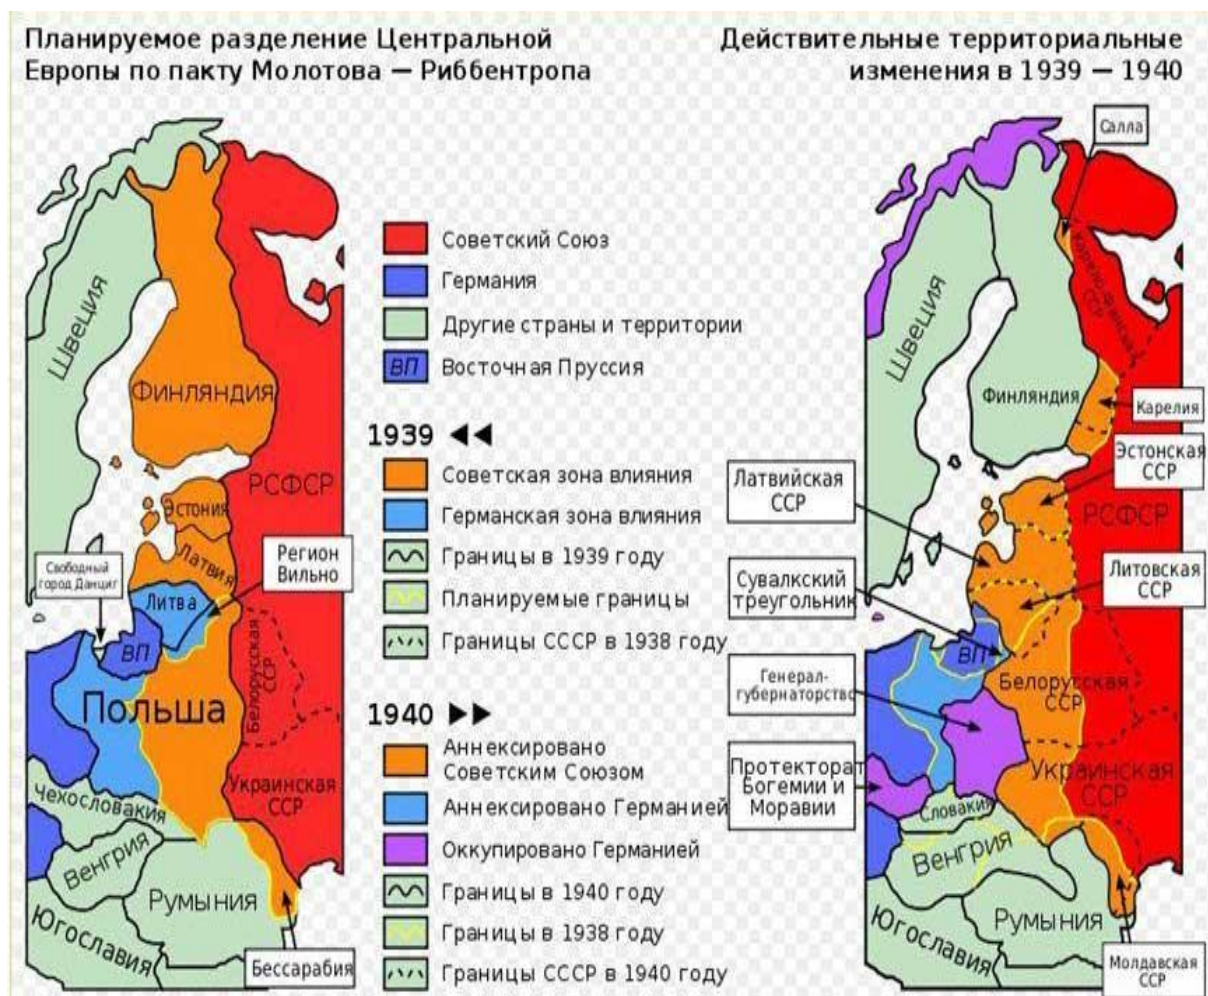 Планируемое разделение Центральной
Европы по пакту Молотова — Риббентропа
Действительные территориальные
изменения в 1939 — 1940
Швеция
Финляндия
РСФСР
Эстония
Латвия
Регион
Вильно
Свободный
город Данциг
Литва
ВП
Польша
Белорусская
ССР
Украинская
ССР
Чехословакия
Венгрия
Румыния
Югославия
Бессарабия
Советский Союз
Германия
Другие страны и территории
ВП Восточная Пруссия
1939 ◄◄
Советская зона влияния
Германская зона влияния
Границы в 1939 году
Планируемые границы
Границы СССР в 1938 году
1940 ►►
Аннексировано
Советским Союзом
Аннексировано Германией
Оккупировано Германией
Границы в 1940 году
Границы в 1938 году
Границы СССР в 1940 году
Салла
Швеция
Карело-Финская
ССР
Финляндия
Карелия
Эстонская
ССР
Латвийская
ССР
РСФСР
Литовская
ССР
Сувалкский
треугольник
ВП
Генерал-
губернаторство
Белорусская
ССР
Протекторат
Богемии и
Моравии
Украинская
ССР
Словакия
Венгрия
Румыния
Югославия
Молдавская
ССР